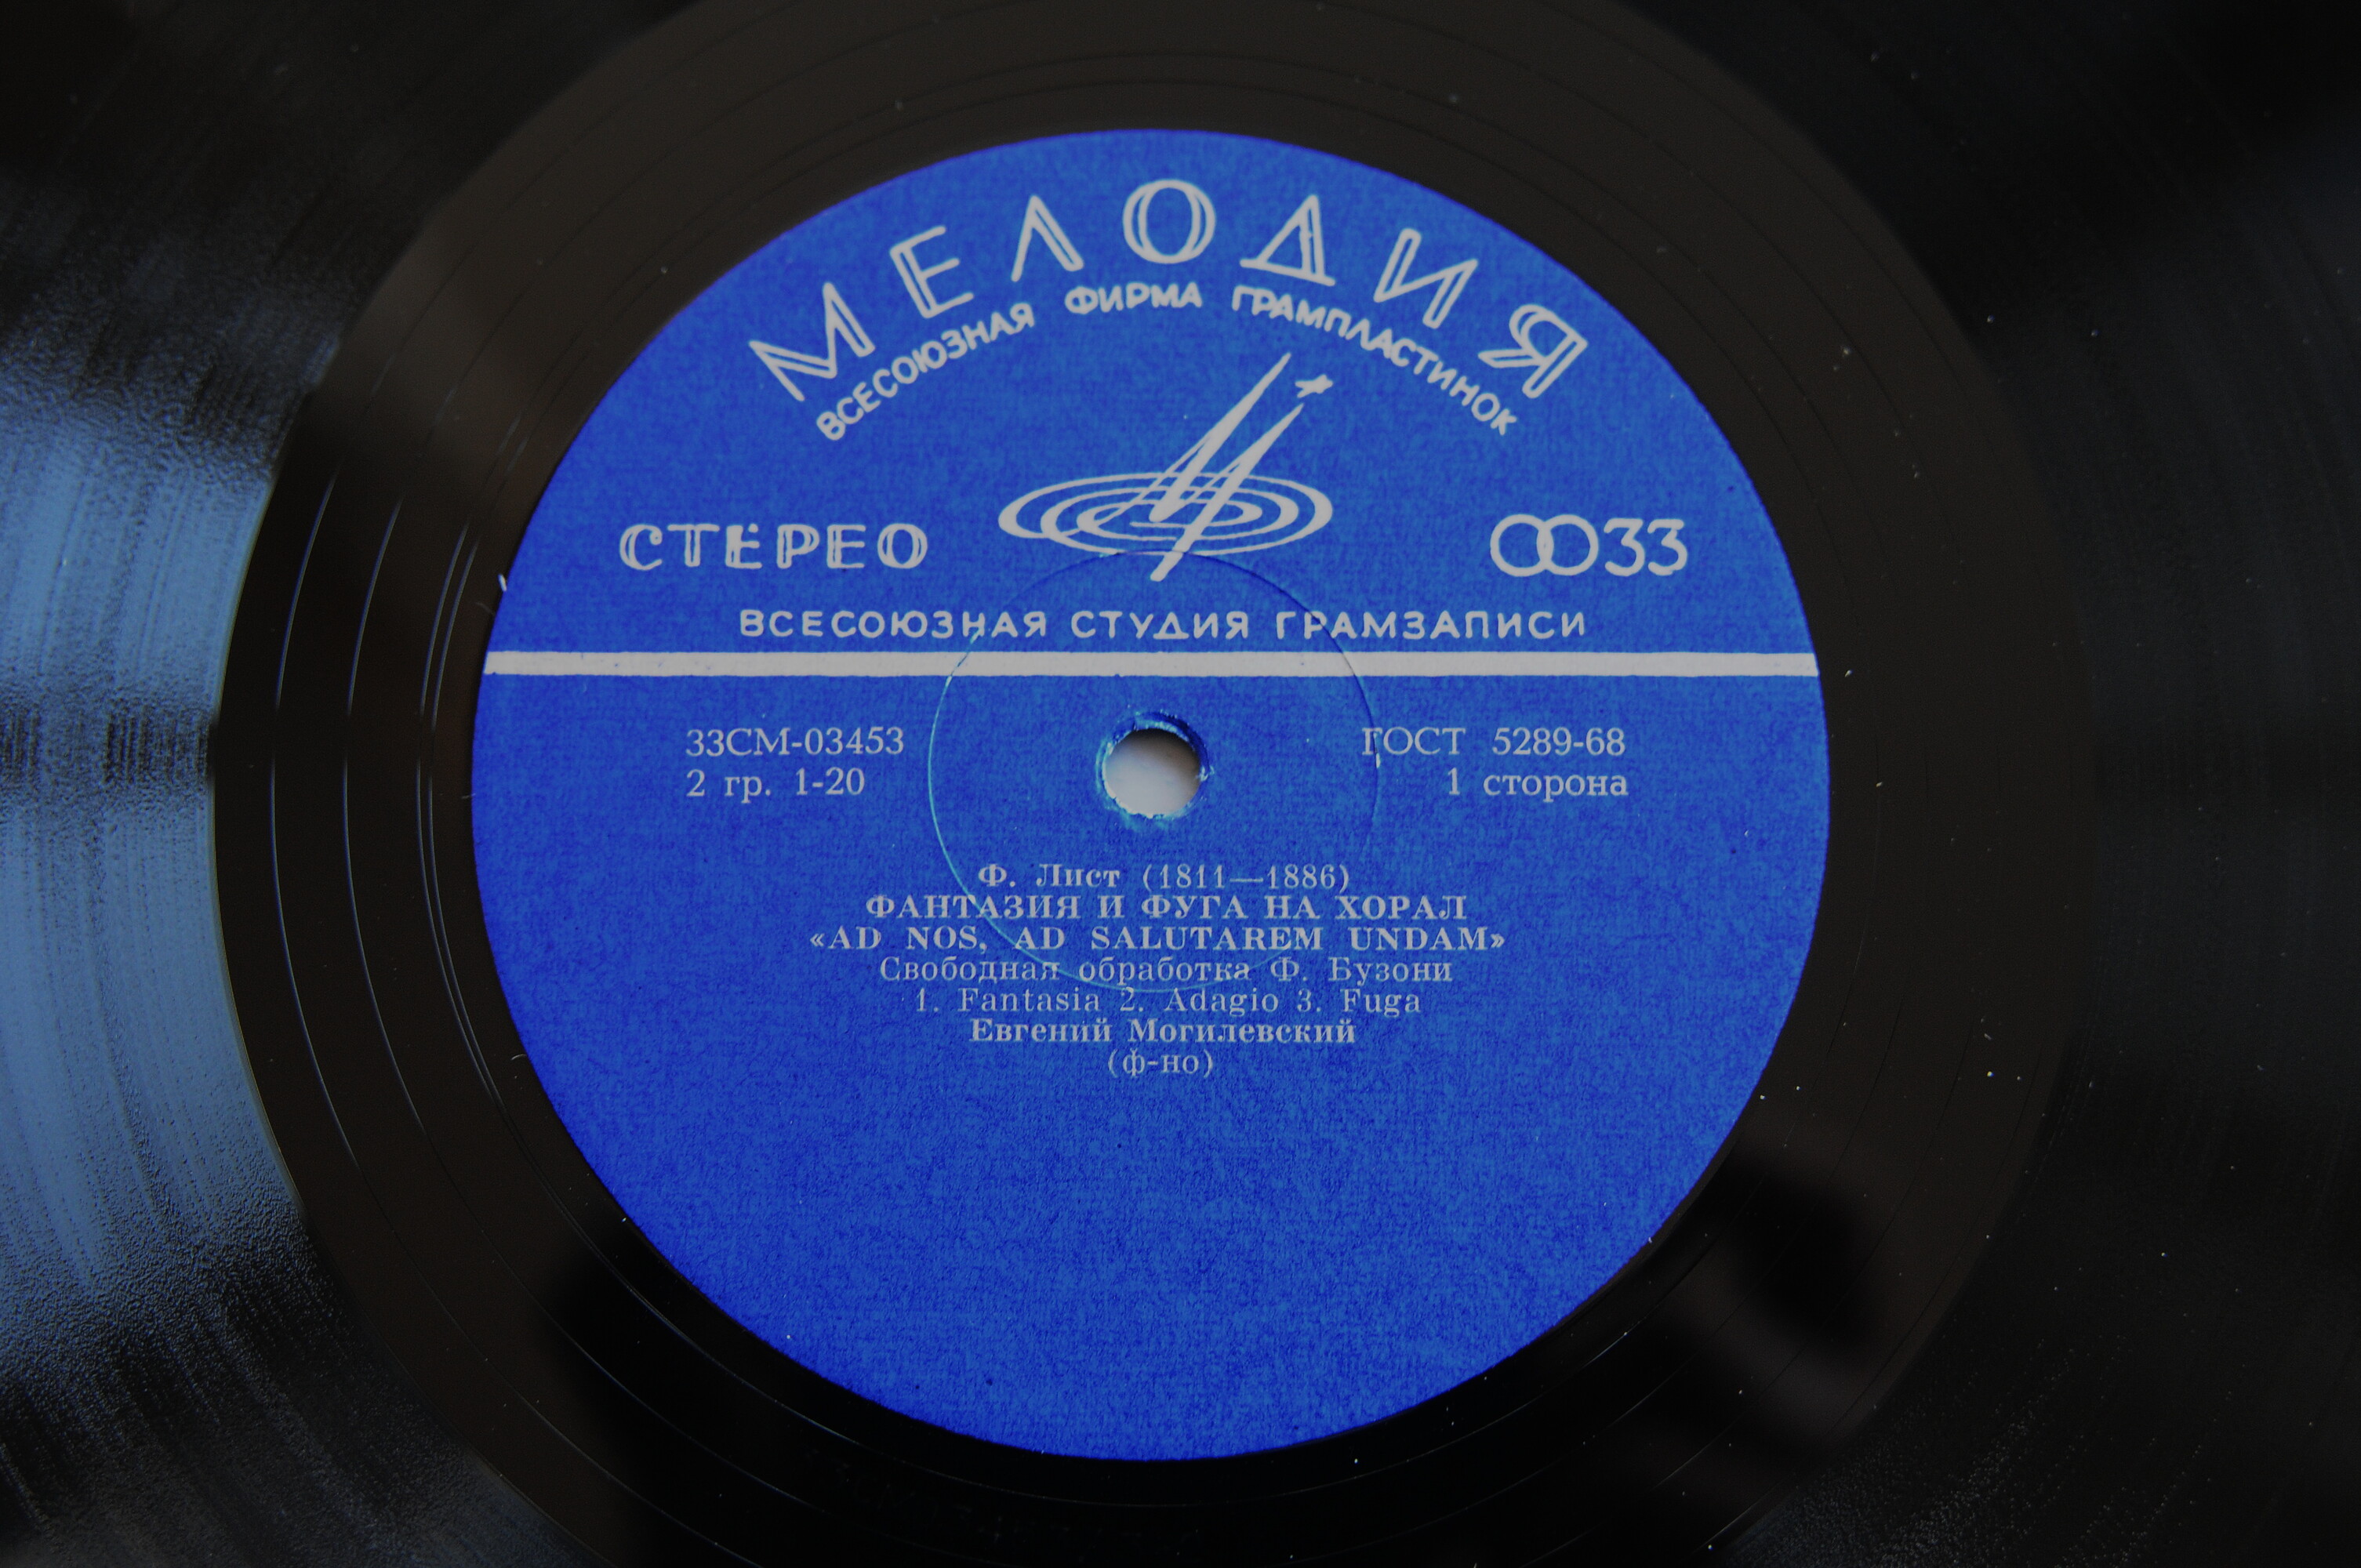 МЕЛОДИЯ
ВСЕСОЮЗНАЯ ФИРМА ГРАМПЛАСТИНОК
СТЕРЕО
33
ВСЕСОЮЗНАЯ СТУДИЯ ГРАМЗАПИСИ
33СМ-03453 ГОСТ 5289-68
2 гр. 1-20 1 сторона
Ф. Лист (1811—1886)
ФАНТАЗИЯ И ФУГА НА ХОРАЛ
«AD NOS, AD SALUTAREM UNDAM»
Свободная обработка Ф. Бузони
1. Fantasia 2. Adagio 3. Fuga
Евгений Могилевский
(ф-но)